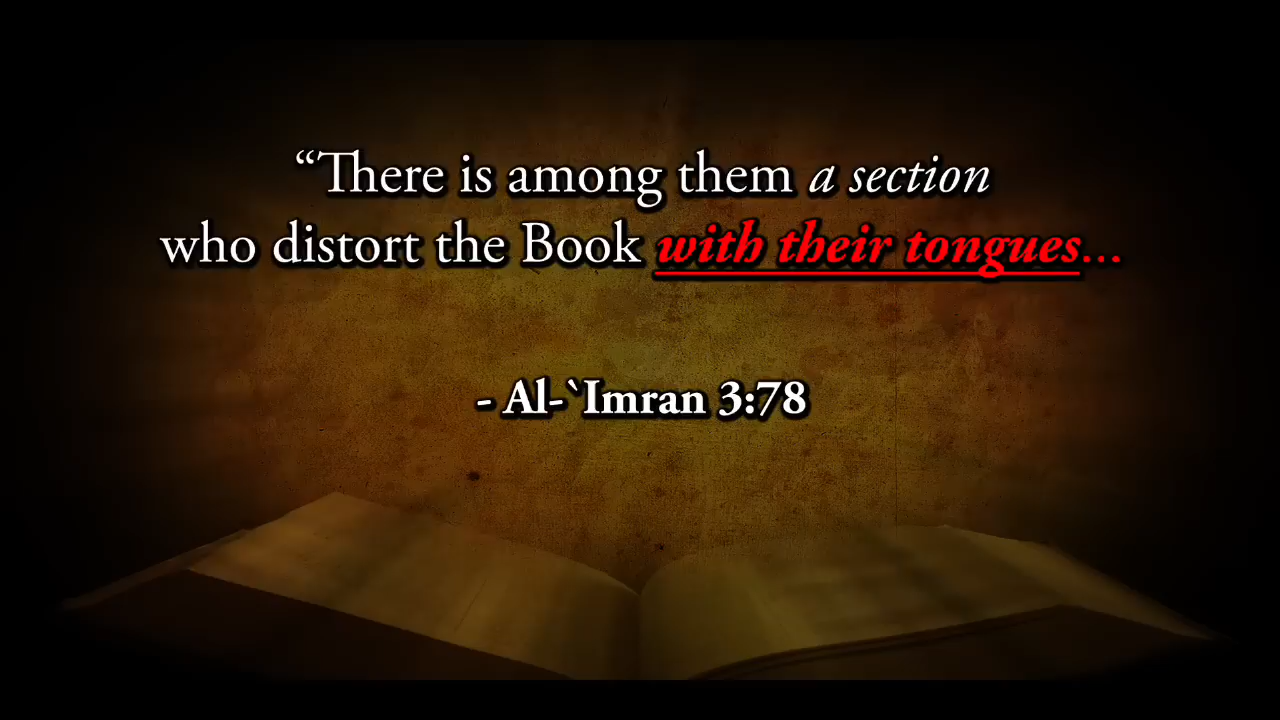 “There is among them a section
who distort the Book with their tongues...
- Al-`Imran 3:78